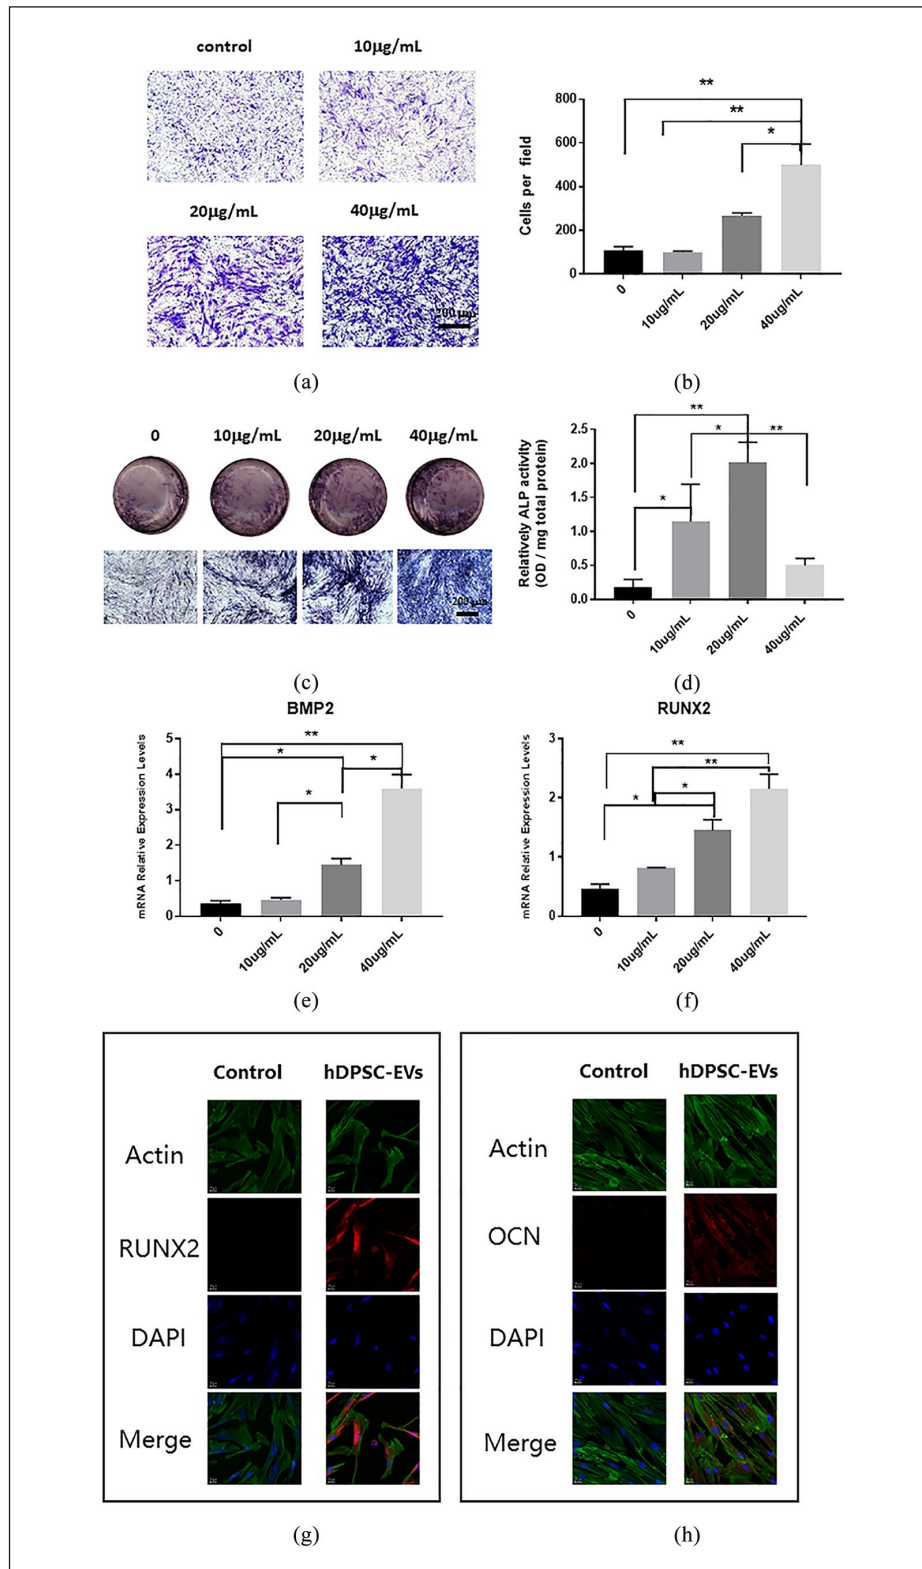 control 10μg/mL
20μg/mL 40μg/mL
200 μm
(a)
**
**
*
800
600
400
200
0
Cells per field
0 10ug/mL 20ug/mL 40ug/mL
(b)
0 10μg/mL 20μg/mL 40μg/mL
200 μm
(c)
**
* **
*
2.5
2.0
1.5
1.0
0.5
0.0
Relatively ALP activity
(OD / mg total protein)
0 10ug/mL 20ug/mL 40ug/mL
(d)
BMP2
**
* *
*
5
4
3
2
1
0
mRNA Relative Expression Levels
0 10ug/mL 20ug/mL 40ug/mL
(e)
RUNX2
**
**
* *
3
2
1
0
mRNA Relative Expression Levels
0 10ug/mL 20ug/mL 40ug/mL
(f)
Control hDPSC-EVs
Actin
RUNX2
DAPI
Merge
(g)
Control hDPSC-EVs
Actin
OCN
DAPI
Merge
(h)